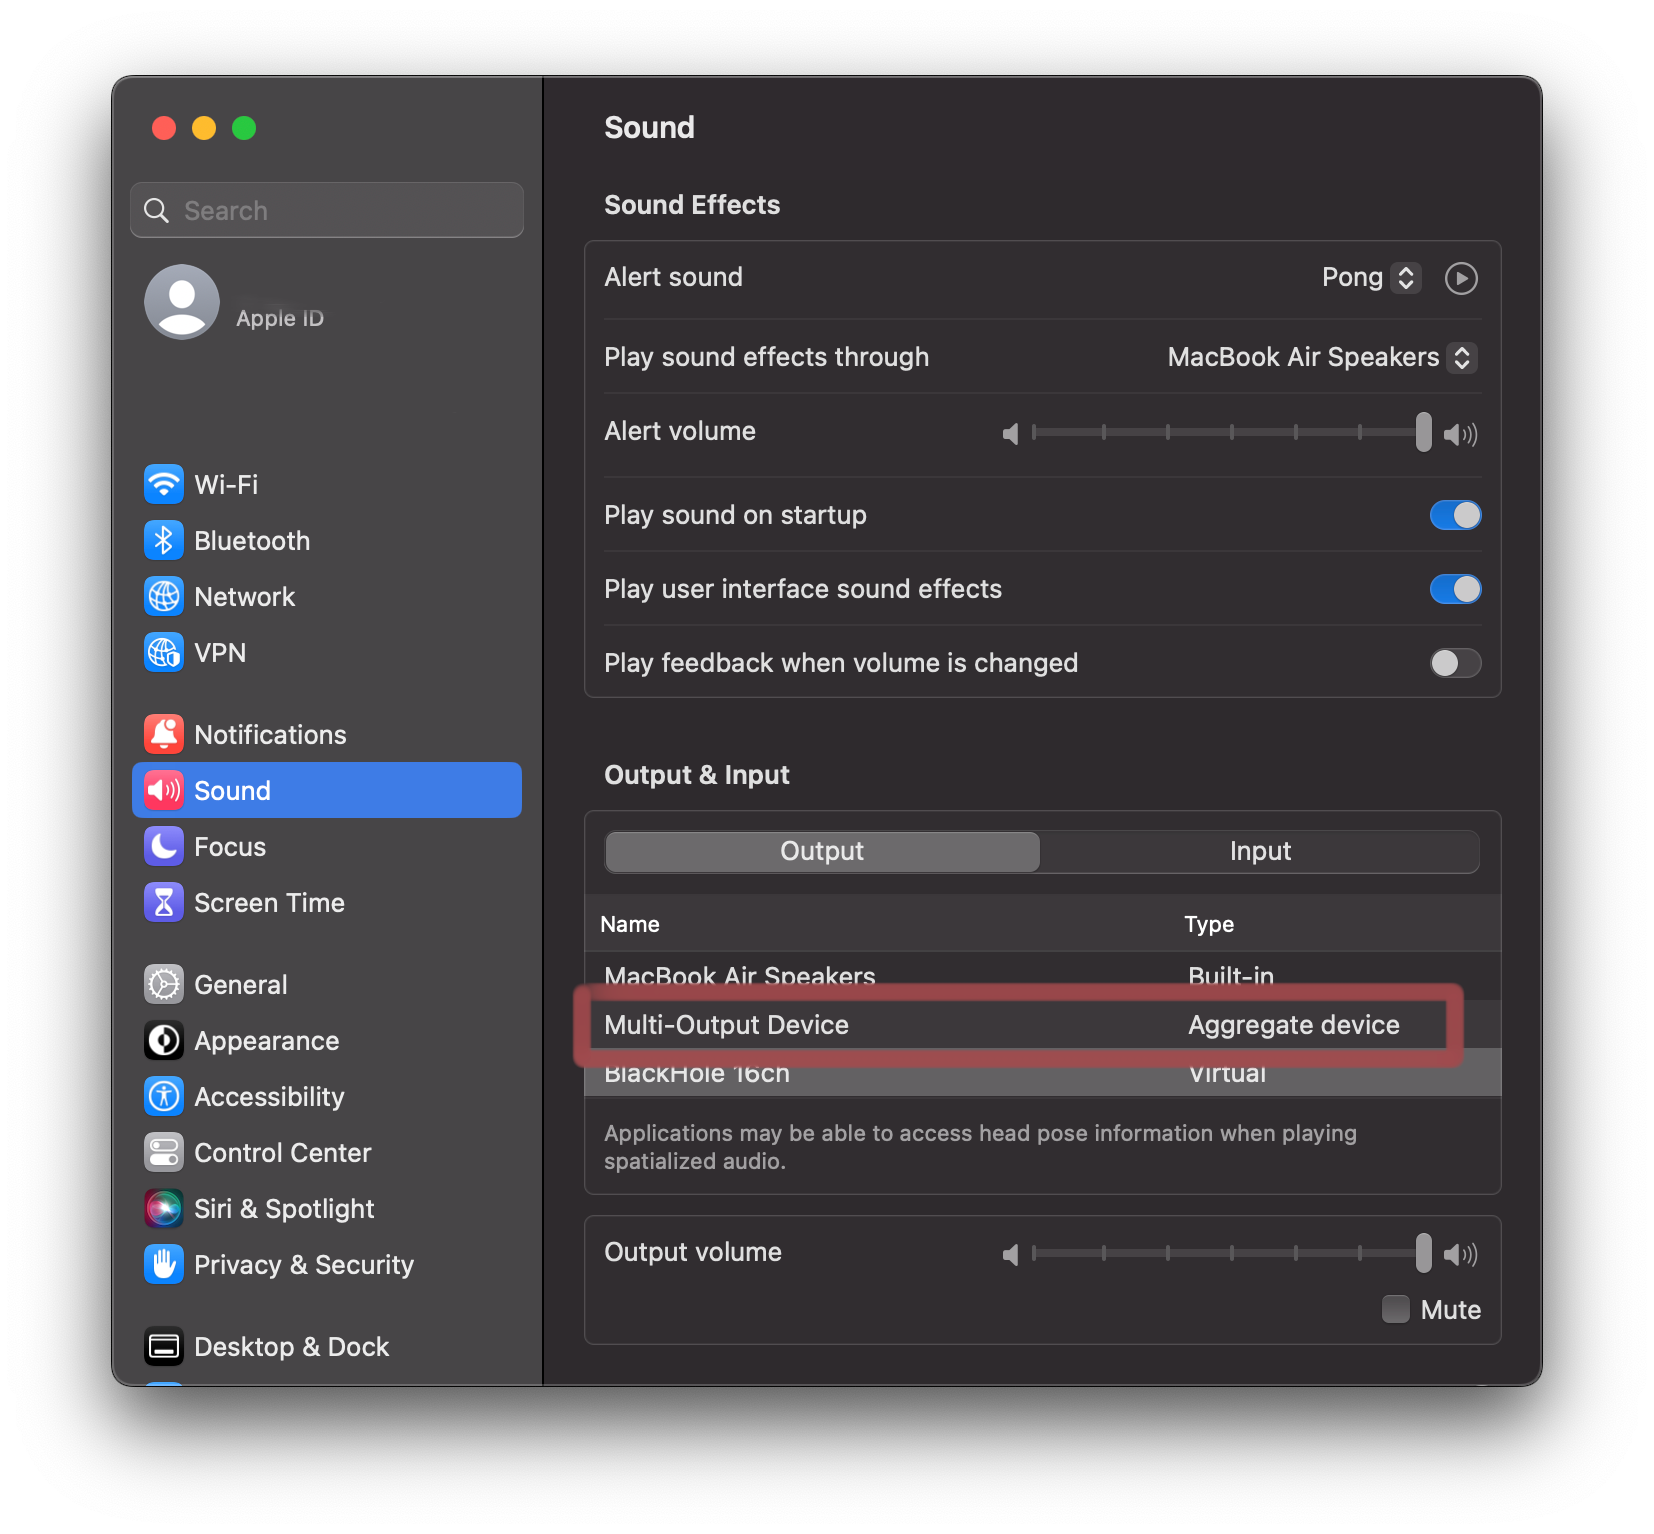 Search
Apple ID
Wi-Fi
Bluetooth
Network
VPN
Notifications
Sound
Focus
Screen Time
General
Appearance
Accessibility
Control Center
Siri & Spotlight
Privacy & Security
Desktop & Dock
Sound
Sound Effects
Alert sound Pong
Play sound effects through MacBook Air Speakers
Alert volume
Play sound on startup
Play user interface sound effects
Play feedback when volume is changed
Output & Input
Output Input
Name Type
MacBook Air Speakers Built-in
Multi-Output Device Aggregate device
BlackHole 16ch Virtual
Applications may be able to access head pose information when playing
spatialized audio.
Output volume
Mute